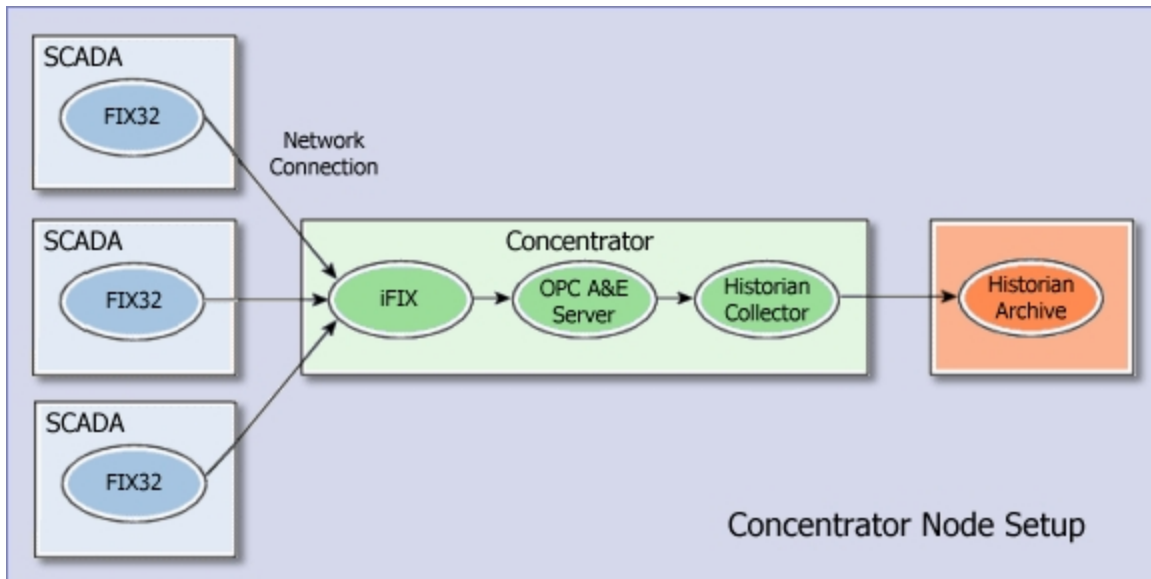 SCADA
FIX32
Network
Connection
SCADA
FIX32
Concentrator
iFIX
OPC A&E
Server
Historian
Collector
Historian
Archive
SCADA
FIX32
Concentrator Node Setup